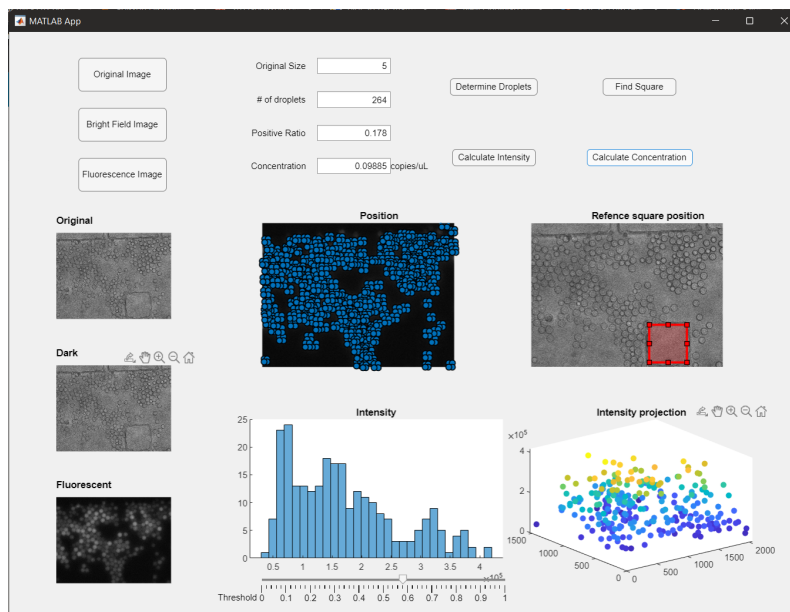 MATLAB App
Original Image
Bright Field Image
Fluorescence Image
Original Size 5
# of droplets 264
Positive Ratio 0.178
Concentration 0.09885 copies/uL
Determine Droplets
Find Square
Calculate Intensity
Calculate Concentration
Original
Dark
Fluorescent
Position
Refence square position
Intensity
25
20
15
10
5
0
0.5 1 1.5 2 2.5 3 3.5 4
×10⁵
Threshold 0 0.1 0.2 0.3 0.4 0.5 0.6 0.7 0.8 0.9 1
Intensity projection
×10⁵
4
2
0
1500 1000 500 0
0 500 1000 1500 2000